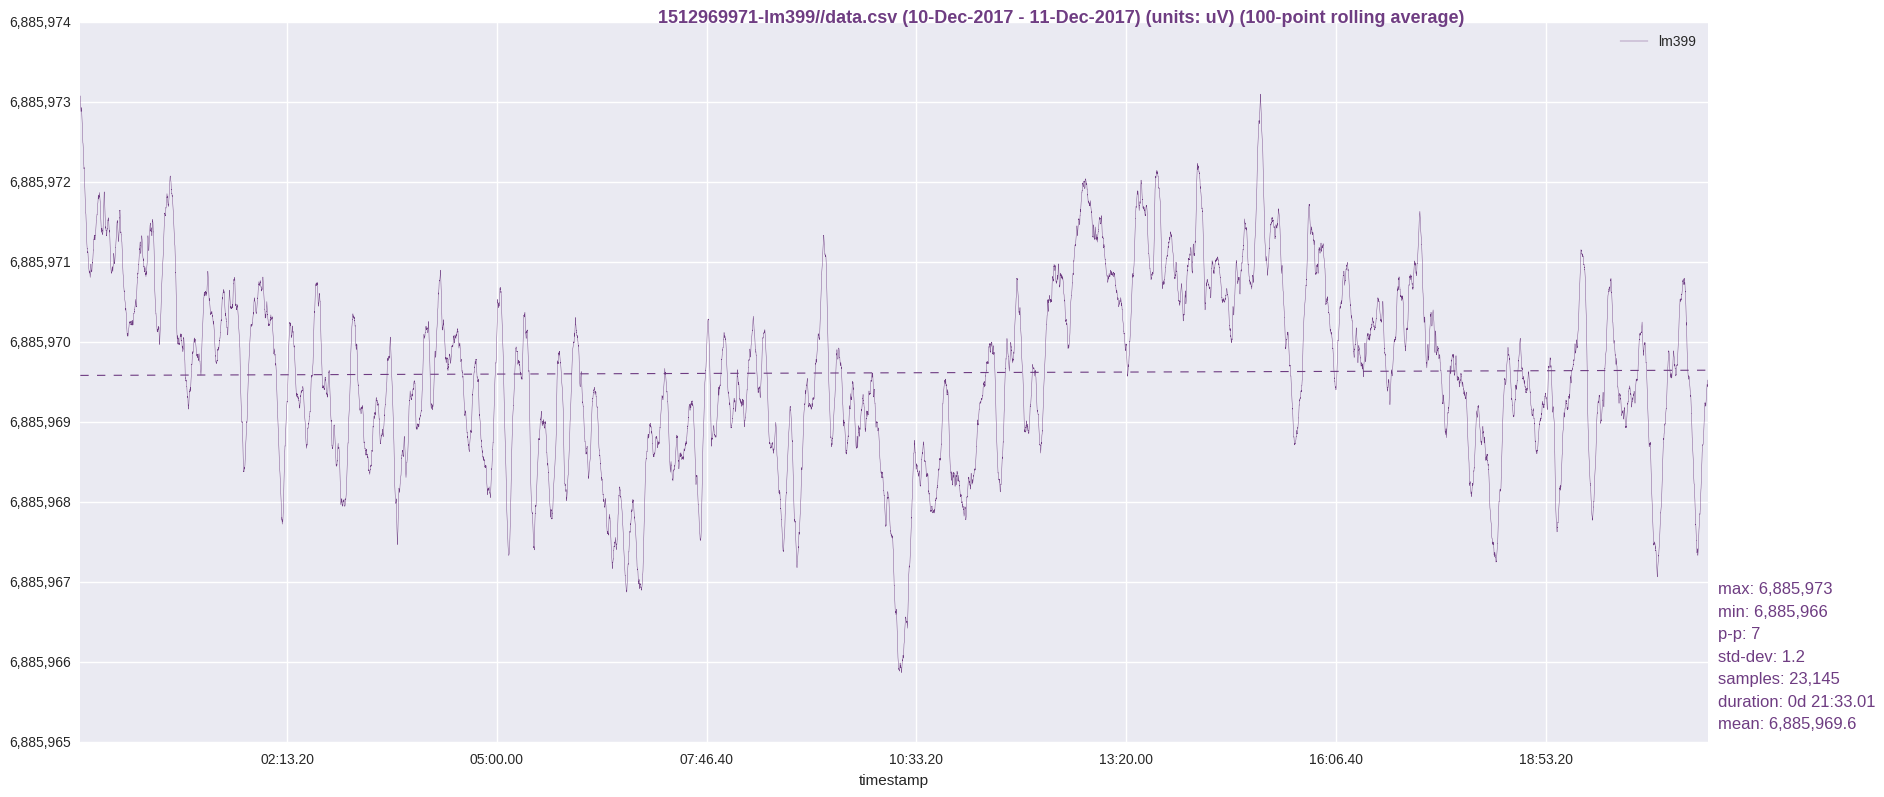 1512969971-lm399//data.csv (10-Dec-2017 - 11-Dec-2017) (units: uV) (100-point rolling average)
lm399
6,885,974
6,885,973
6,885,972
6,885,971
6,885,970
6,885,969
6,885,968
6,885,967
6,885,966
6,885,965
02:13.20 05:00.00 07:46.40 10:33.20 13:20.00 16:06.40 18:53.20
timestamp
max: 6,885,973
min: 6,885,966
p-p: 7
std-dev: 1.2
samples: 23,145
duration: 0d 21:33.01
mean: 6,885,969.6